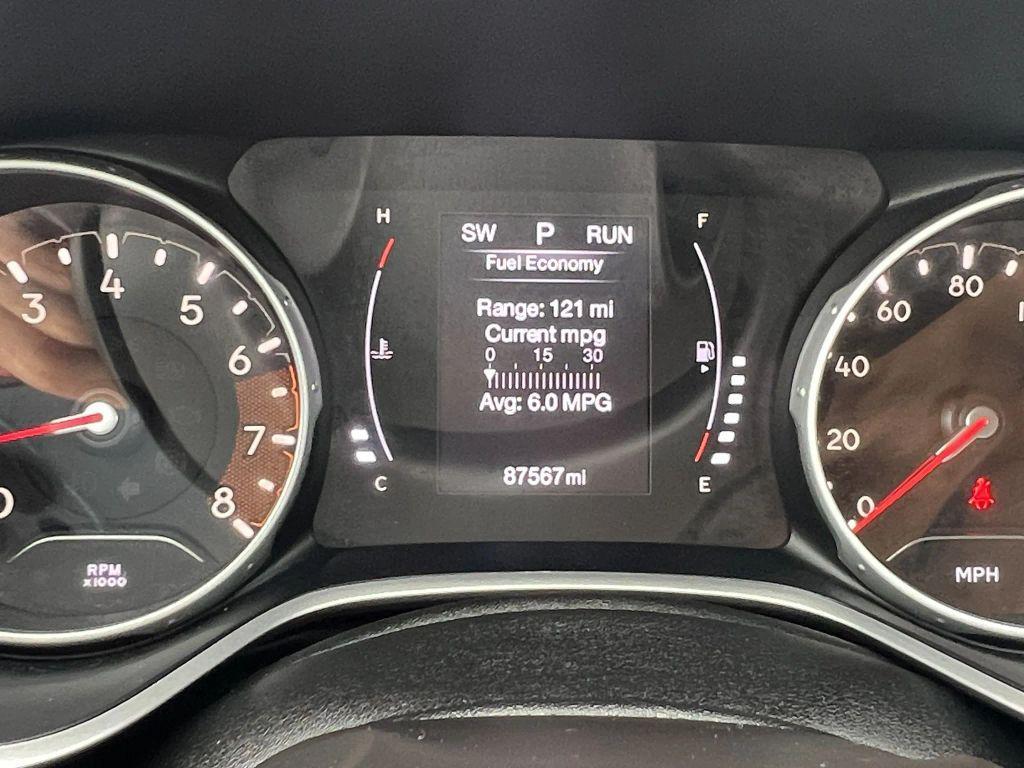 SW P RUN
Fuel Economy
Range: 121 mi
Current mpg
0 15 30
Avg: 6.0 MPG
87567mi
H
C
F
E
0
3
4
5
6
7
8
RPM
x1000
0
20
40
60
80
MPH